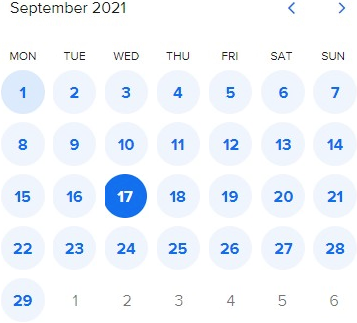 September 2021
MON TUE WED THU FRI SAT SUN
1 2 3 4 5 6 7
8 9 10 11 12 13 14
15 16 17 18 19 20 21
22 23 24 25 26 27 28
29 1 2 3 4 5 6